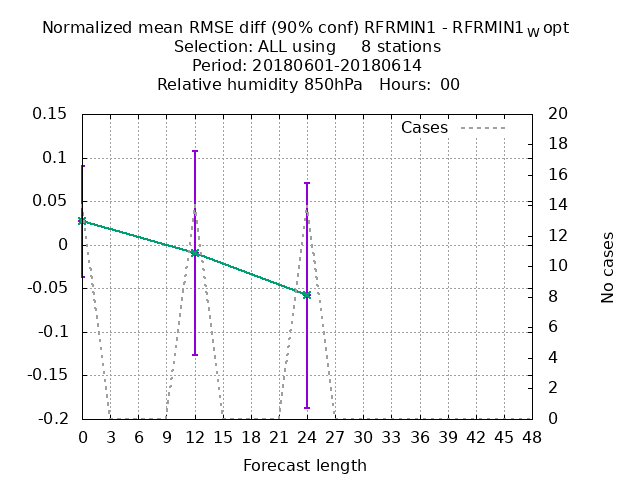 Normalized mean RMSE diff (90% conf) RFRMIN1 - RFRMIN1_W opt
Selection: ALL using 8 stations
Period: 20180601-20180614
Relative humidity 850hPa Hours: 00
Cases
0.15
0.1
0.05
0
-0.05
-0.1
-0.15
-0.2
20
18
16
14
12
10
8
6
4
2
0
No cases
0 3 6 9 12 15 18 21 24 27 30 33 36 39 42 45 48
Forecast length